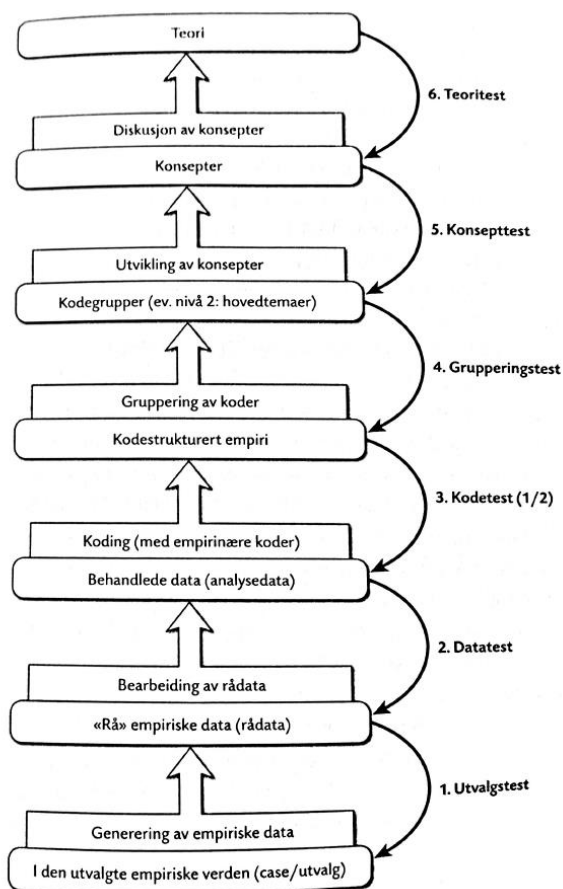 Teori
6. Teoritest
Diskusjon av konsepter
Konsepter
5. Konsepttest
Utvikling av konsepter
Kodegrupper (ev. nivå 2: hovedtemaer)
4. Grupperingstest
Gruppering av koder
Kodestrukturert empiri
3. Kodetest (1/2)
Koding (med empirinære koder)
Behandlede data (analysedata)
2. Datatest
Bearbeiding av rådata
«Rå» empiriske data (rådata)
1. Utvalgstest
Generering av empiriske data
I den utvalgte empiriske verden (case/utvalg)